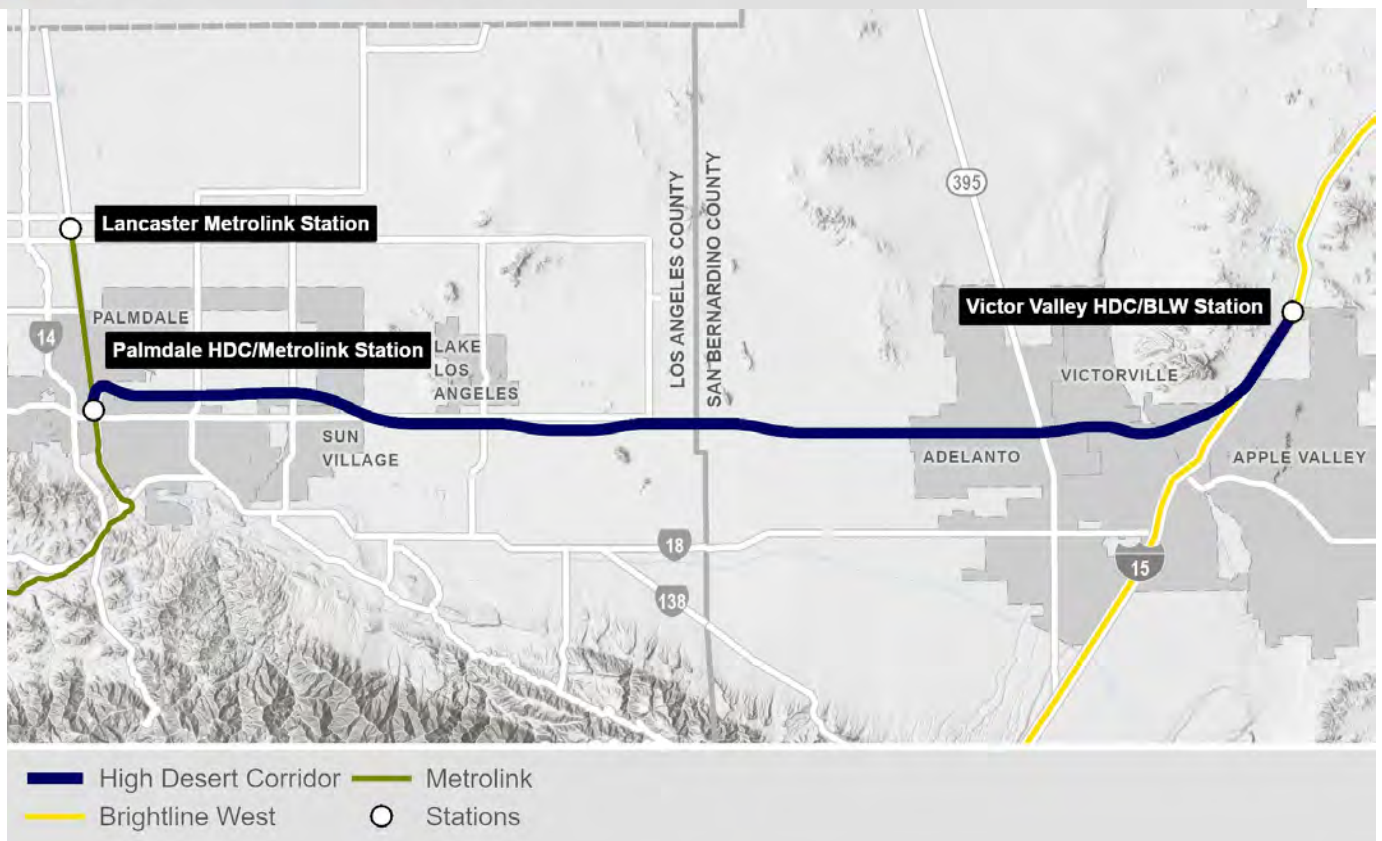 395
LOS ANGELES COUNTY
SAN BERNARDINO COUNTY
Lancaster Metrolink Station
Victor Valley HDC/BLW Station
PALMDALE
14
Palmdale HDC/Metrolink Station
LAKE
LOS
ANGELES
VICTORVILLE
SUN
VILLAGE
ADELANTO
APPLE VALLEY
18
15
138
High Desert Corridor
Metrolink
Brightline West
Stations